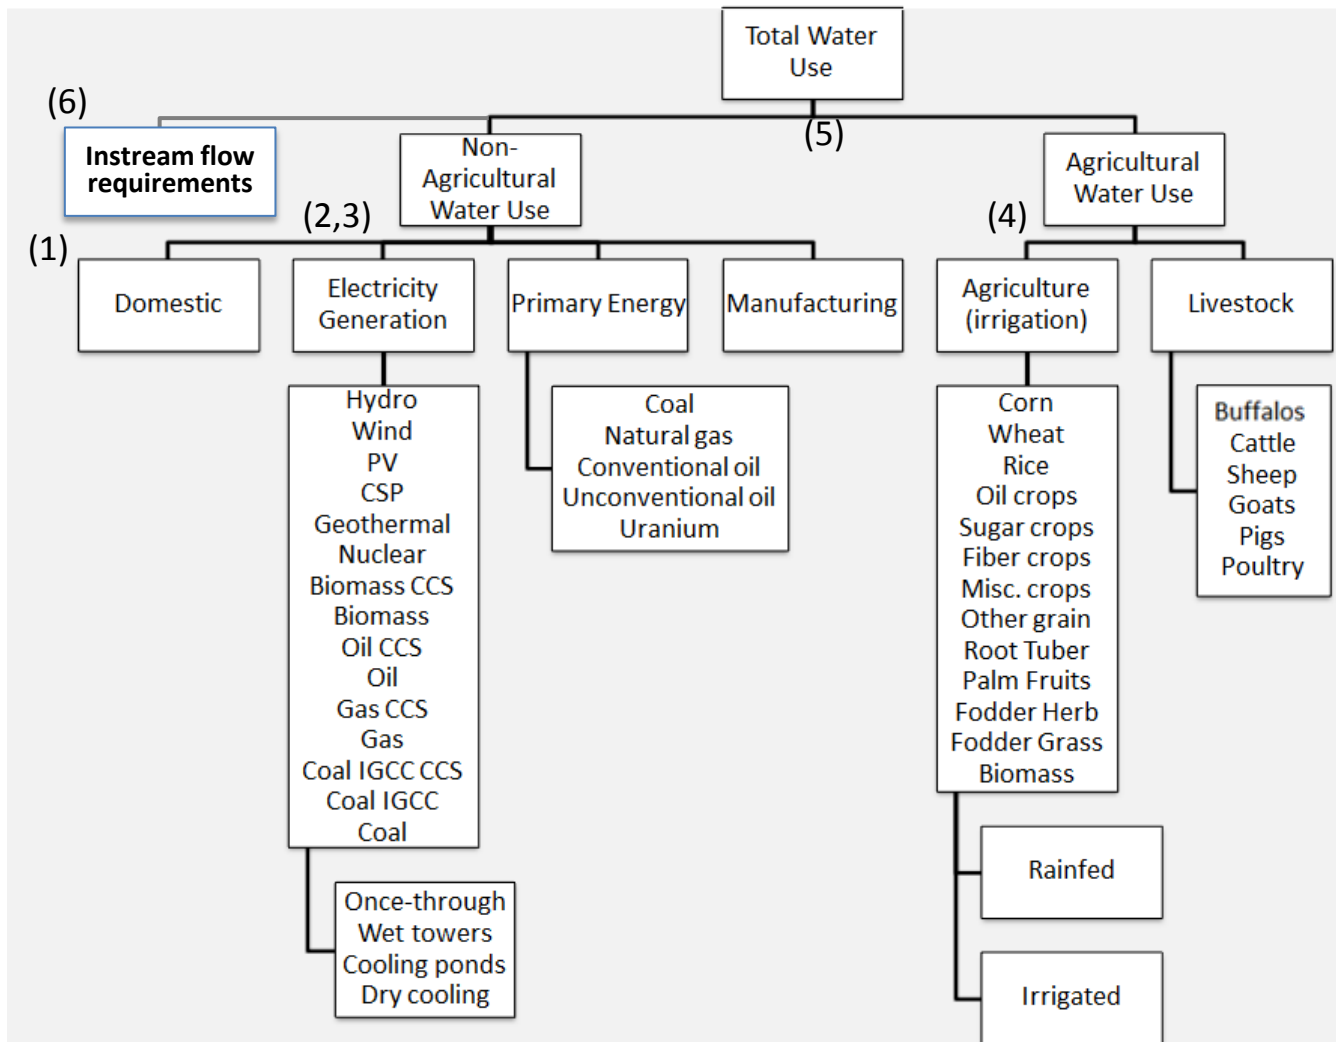 Total Water
Use
(6)
(5)
Instream flow
requirements
Non-
Agricultural
Water Use
Agricultural
Water Use
(2,3)
(4)
(1)
Domestic
Electricity
Generation
Primary Energy
Manufacturing
Agriculture
(irrigation)
Livestock
Hydro
Wind
PV
CSP
Geothermal
Nuclear
Biomass CCS
Biomass
Oil CCS
Oil
Gas CCS
Gas
Coal IGCC CCS
Coal IGCC
Coal
Once-through
Wet towers
Cooling ponds
Dry cooling
Coal
Natural gas
Conventional oil
Unconventional oil
Uranium
Corn
Wheat
Rice
Oil crops
Sugar crops
Fiber crops
Misc. crops
Other grain
Root Tuber
Palm Fruits
Fodder Herb
Fodder Grass
Biomass
Rainfed
Irrigated
Buffalos
Cattle
Sheep
Goats
Pigs
Poultry